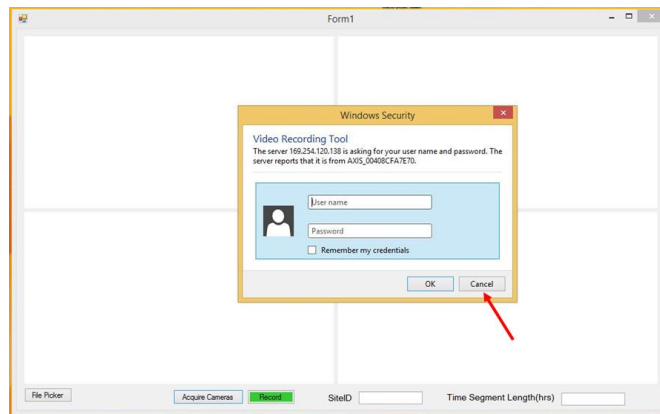 Form1
Windows Security
Video Recording Tool
The server 169.254.120.138 is asking for your user name and password. The
server reports that it is from AXIS_00408CFA7E70.
User name
Password
Remember my credentials
OK Cancel
File Picker Acquire Cameras Record SiteID Time Segment Length(hrs)